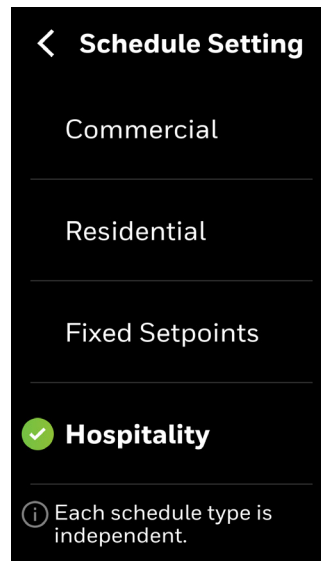 Schedule Setting
Commercial
Residential
Fixed Setpoints
Hospitality
Each schedule type is
independent.